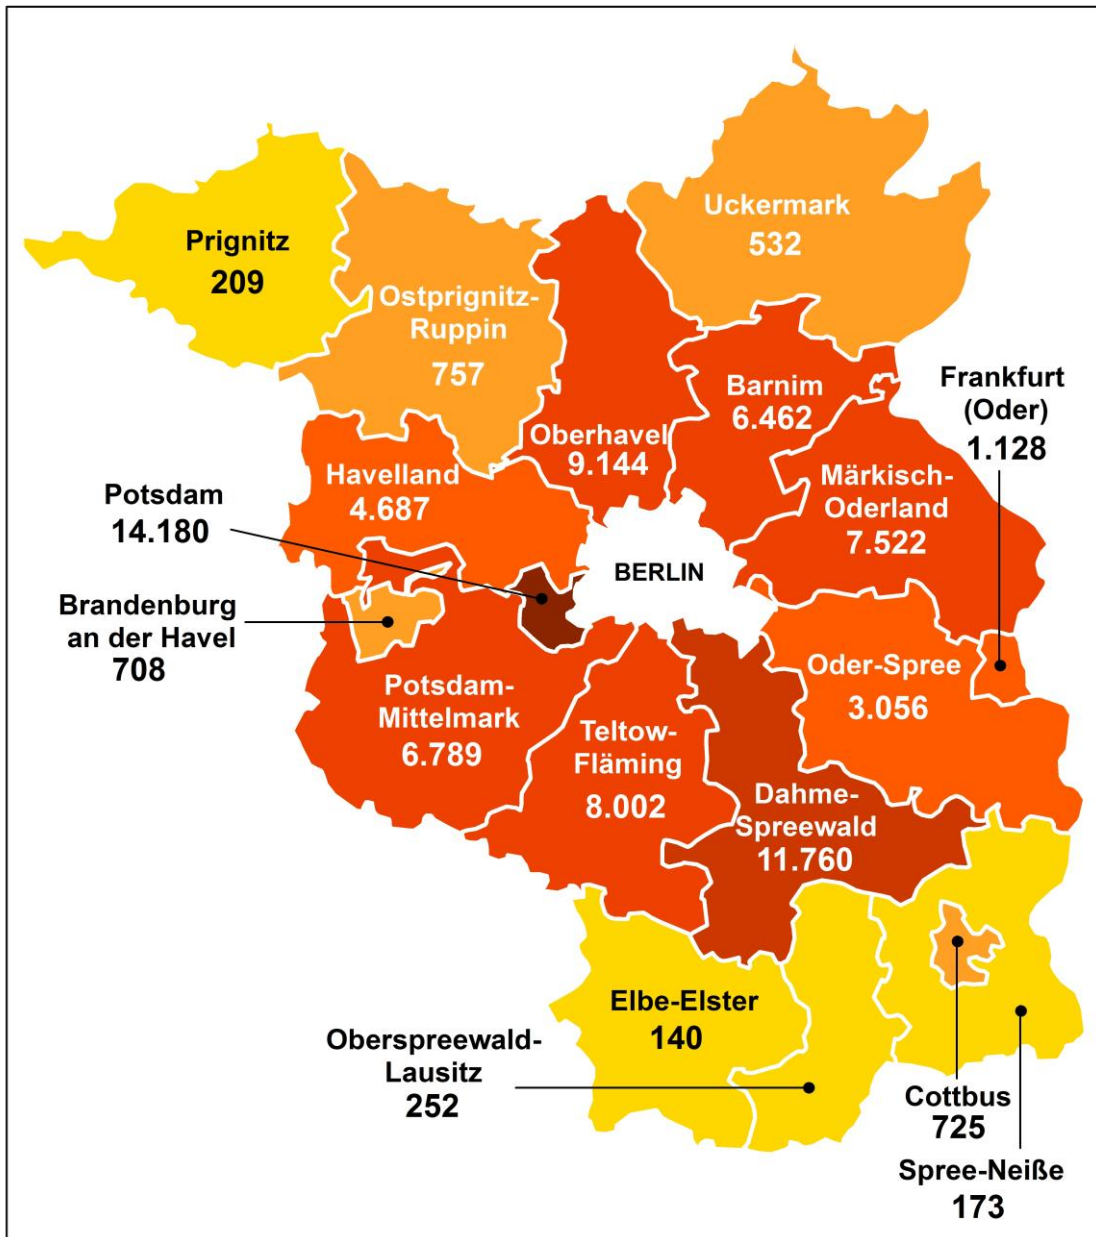 Uckermark
532
Prignitz
209
Ostprignitz-
Ruppin
757
Frankfurt
(Oder)
1.128
Barnim
6.462
Oberhavel
9.144
Havelland
4.687
Märkisch-
Oderland
7.522
Potsdam
14.180
BERLIN
Brandenburg
an der Havel
708
Oder-Spree
3.056
Potsdam-
Mittelmark
6.789
Teltow-
Fläming
8.002
Dahme-
Spreewald
11.760
Elbe-Elster
140
Oberspreewald-
Lausitz
252
Cottbus
725
Spree-Neiße
173